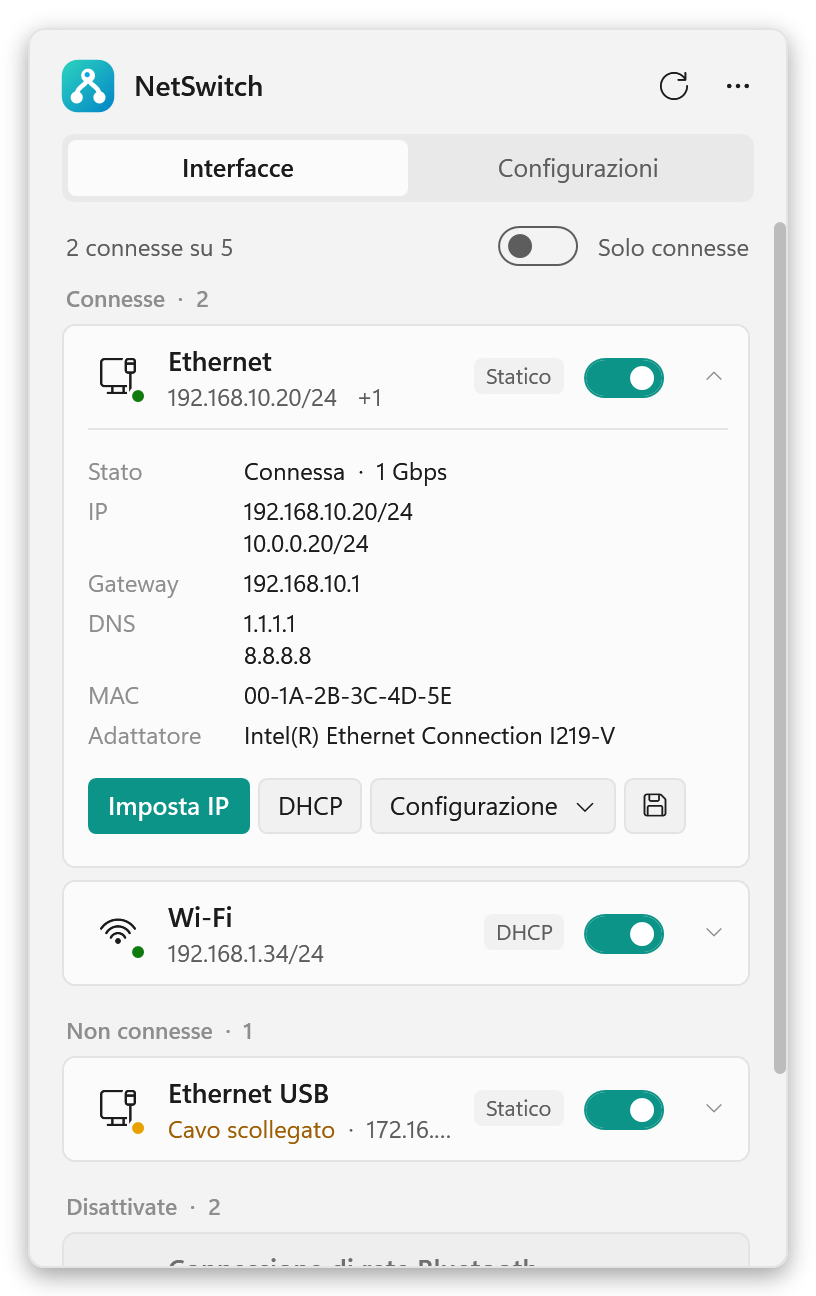 NetSwitch
Interfacce
Configurazioni
2 connesse su 5
Solo connesse
Connesse · 2
Ethernet
192.168.10.20/24 +1
Statico
Stato
Connessa · 1 Gbps
IP
192.168.10.20/24
10.0.0.20/24
Gateway
192.168.10.1
DNS
1.1.1.1
8.8.8.8
MAC
00-1A-2B-3C-4D-5E
Adattatore
Intel(R) Ethernet Connection I219-V
Imposta IP
DHCP
Configurazione
Wi-Fi
192.168.1.34/24
DHCP
Non connesse · 1
Ethernet USB
Cavo scollegato · 172.16....
Statico
Disattivate · 2
Connessione di rete Bluetooth